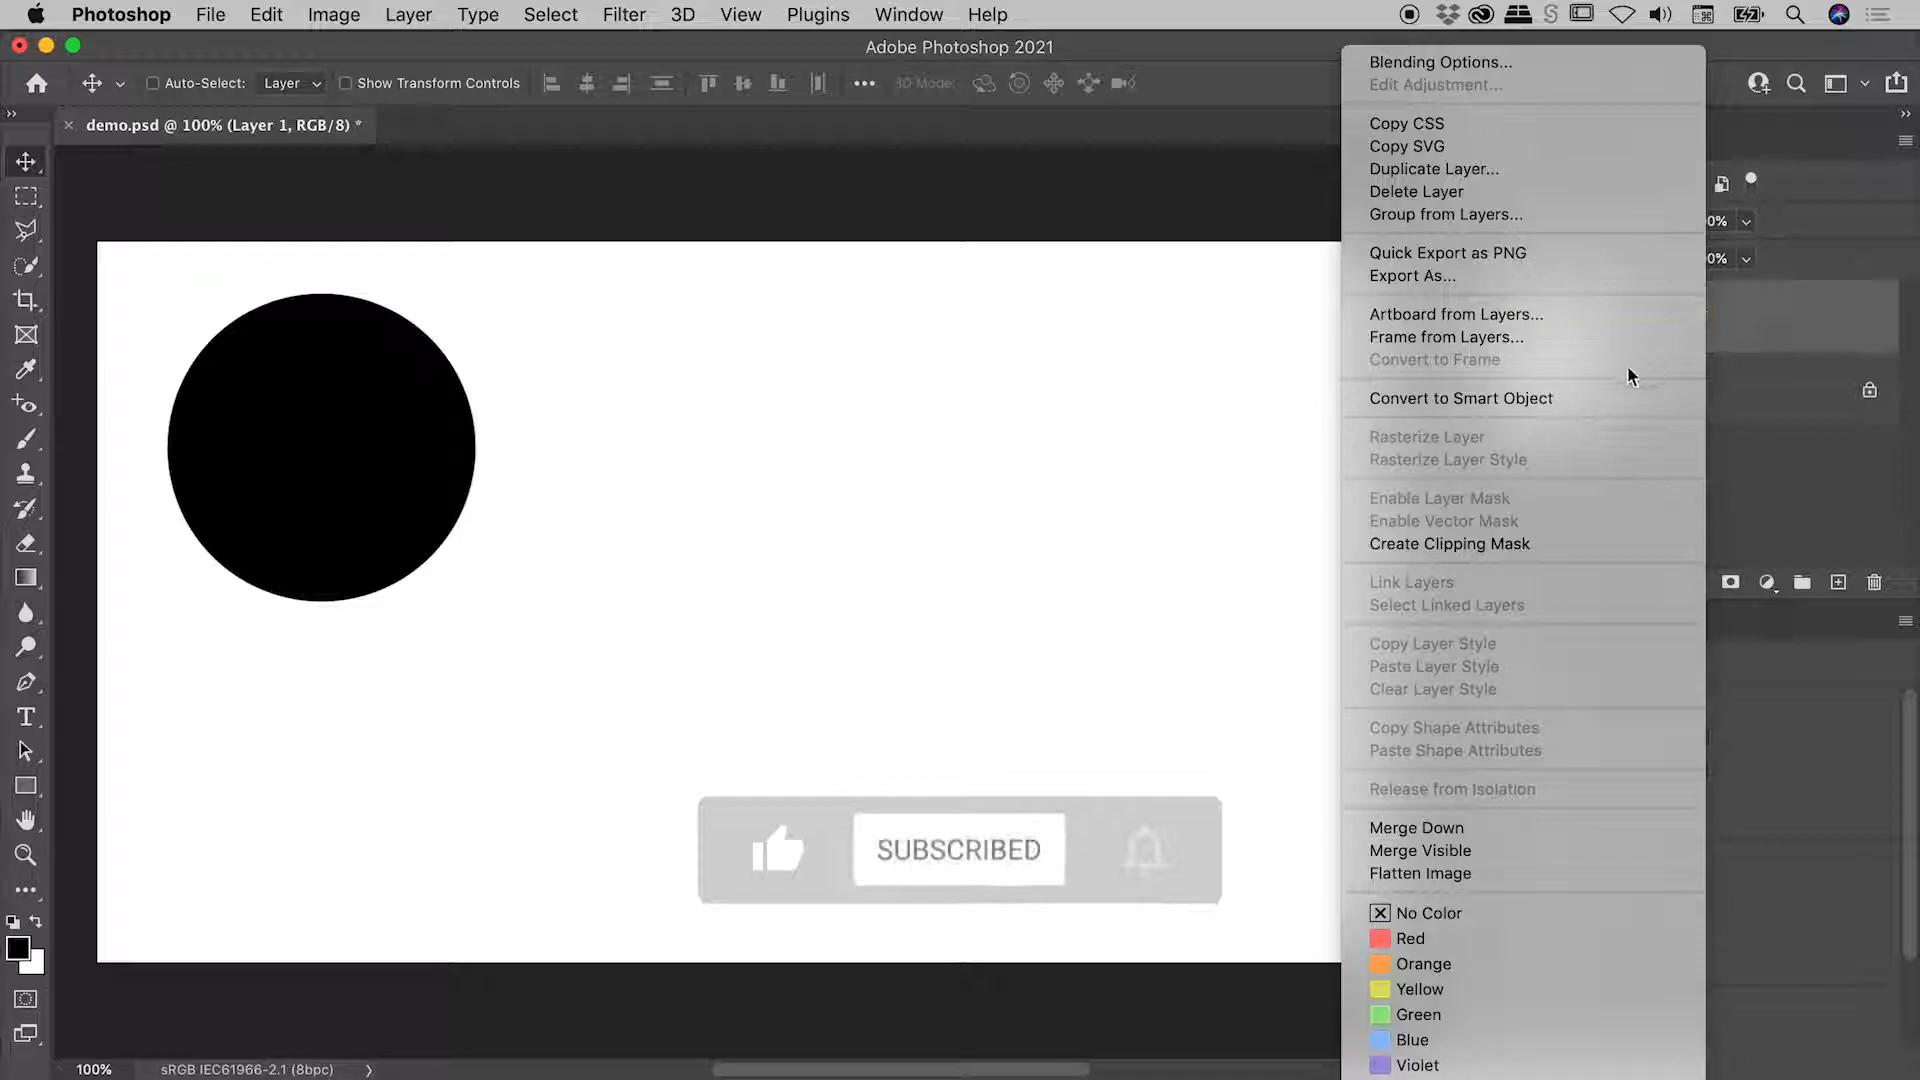 Photoshop File Edit Image Layer Type Select Filter 3D View Plugins Window Help
Adobe Photoshop 2021
Auto-Select: Layer Show Transform Controls 3D Mode:
demo.psd @ 100% (Layer 1, RGB/8) *
Blending Options...
Edit Adjustment...
Copy CSS
Copy SVG
Duplicate Layer...
Delete Layer
Group from Layers...
0%
Quick Export as PNG
0%
Export As...
Artboard from Layers...
Frame from Layers...
Convert to Frame
Convert to Smart Object
Rasterize Layer
Rasterize Layer Style
Enable Layer Mask
Enable Vector Mask
Create Clipping Mask
Link Layers
Select Linked Layers
Copy Layer Style
Paste Layer Style
Clear Layer Style
Copy Shape Attributes
Paste Shape Attributes
Release from Isolation
Merge Down
Merge Visible
Flatten Image
No Color
Red
Orange
Yellow
Green
Blue
Violet
SUBSCRIBED
100% sRGB IEC61966-2.1 (8bpc)